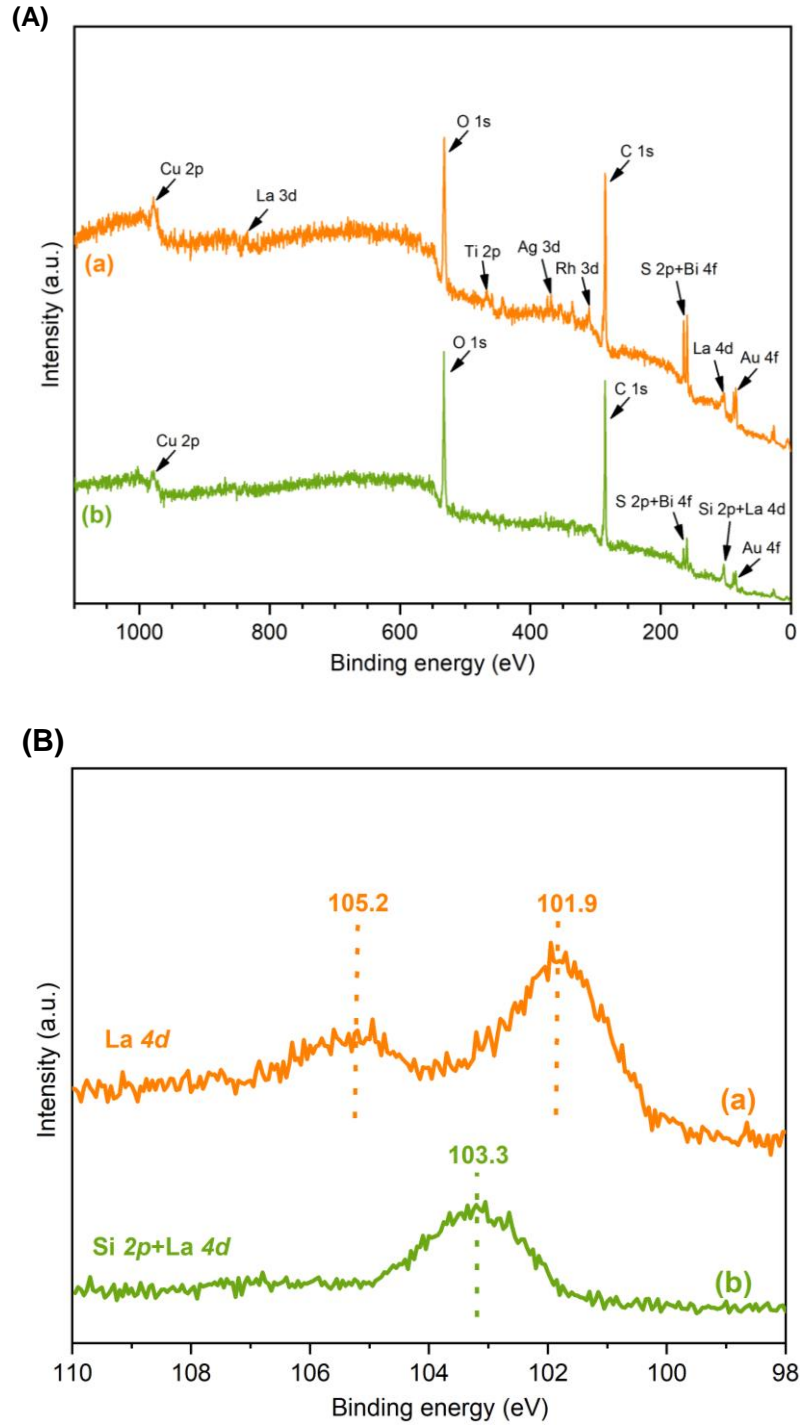 (A)
O 1s
C 1s
Cu 2p
La 3d
Ti 2p
Ag 3d
Rh 3d
S 2p+Bi 4f
La 4d
Au 4f
(a)
O 1s
C 1s
Cu 2p
S 2p+Bi 4f
Si 2p+La 4d
Au 4f
(b)
Intensity (a.u.)
1000 800 600 400 200 0
Binding energy (eV)
(B)
105.2 101.9
La 4d
(a)
103.3
Si 2p+La 4d
(b)
Intensity (a.u.)
110 108 106 104 102 100 98
Binding energy (eV)